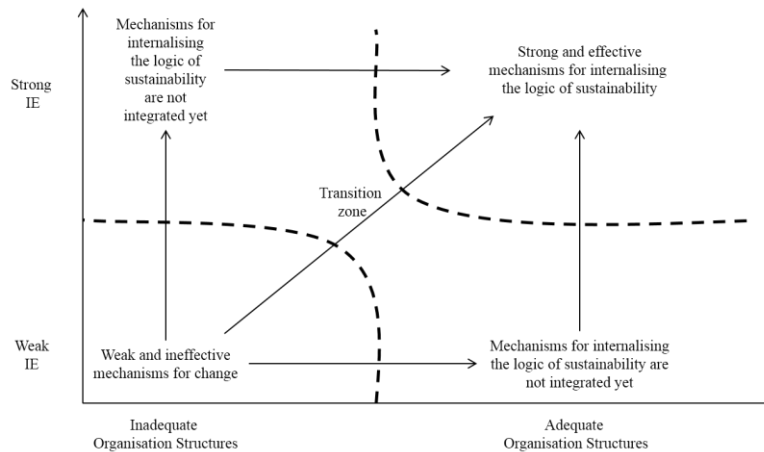 Mechanisms for
internalising
the logic of
sustainability
are not
integrated yet
Strong and effective
mechanisms for internalising
the logic of sustainability
Strong
IE
Transition
zone
Weak
IE
Weak and ineffective
mechanisms for change
Mechanisms for internalising
the logic of sustainability are
not integrated yet
Inadequate
Organisation Structures
Adequate
Organisation Structures